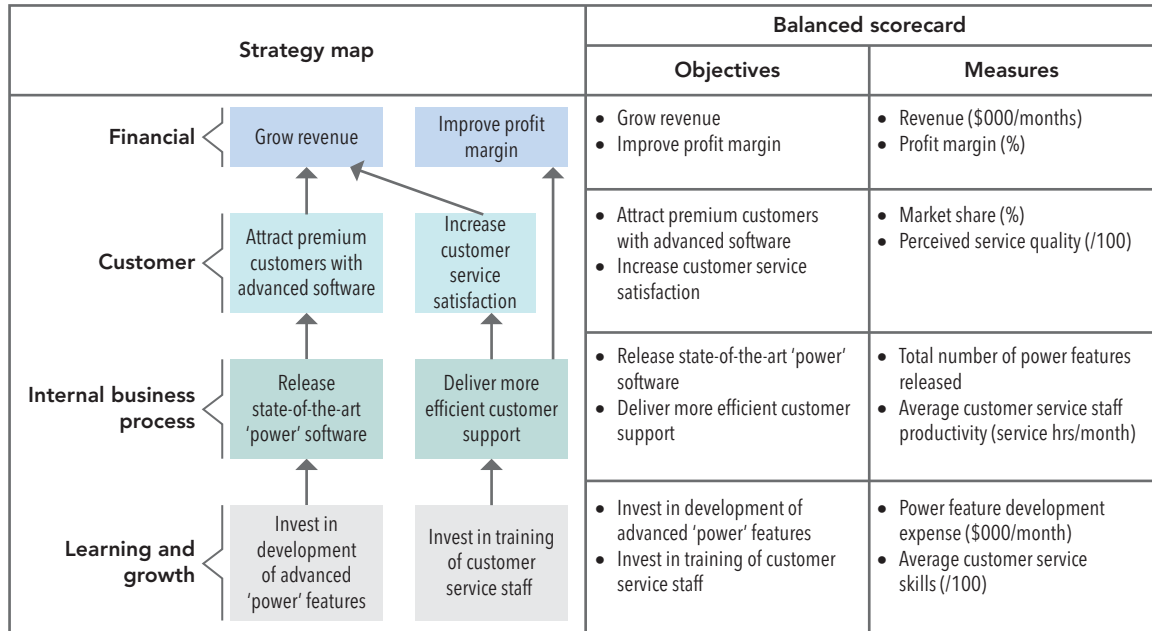 Strategy map
Balanced scorecard
Objectives
Measures
Financial
Grow revenue
Improve profit
margin
• Grow revenue
• Improve profit margin
• Revenue ($000/months)
• Profit margin (%)
Customer
Attract premium
customers with
advanced software
Increase
customer
service
satisfaction
• Attract premium customers
with advanced software
• Increase customer service
satisfaction
• Market share (%)
• Perceived service quality (/100)
Internal business
process
Release
state-of-the-art
‘power’ software
Deliver more
efficient customer
support
• Release state-of-the-art ‘power’
software
• Deliver more efficient customer
support
• Total number of power features
released
• Average customer service staff
productivity (service hrs/month)
Learning and
growth
Invest in
development
of advanced
‘power’ features
Invest in training
of customer
service staff
• Invest in development of
advanced ‘power’ features
• Invest in training of customer
service staff
• Power feature development
expense ($000/month)
• Average customer service
skills (/100)